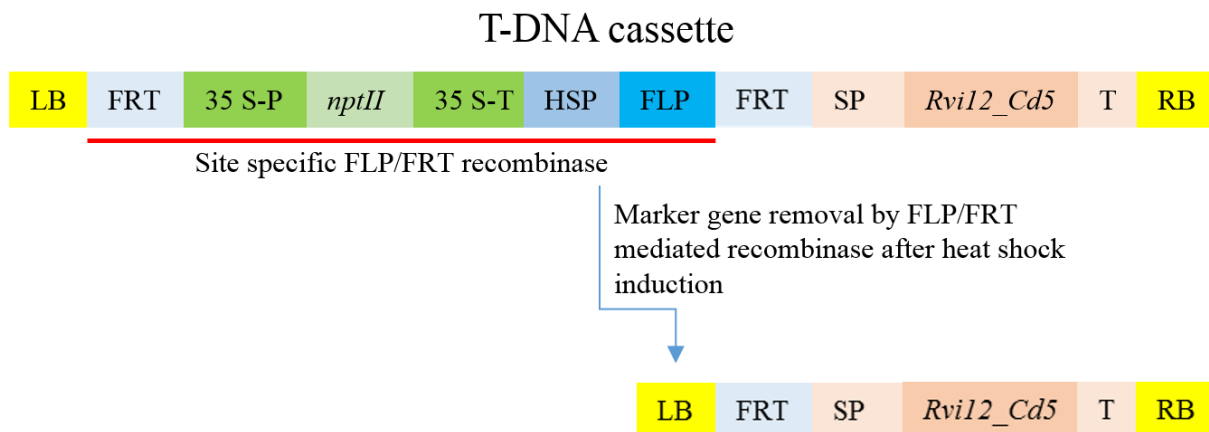 T-DNA cassette
LB FRT 35 S-P nptII 35 S-T HSP FLP FRT SP Rvi12_Cd5 T RB
Site specific FLP/FRT recombinase
Marker gene removal by FLP/FRT
mediated recombinase after heat shock
induction
LB FRT SP Rvi12_Cd5 T RB